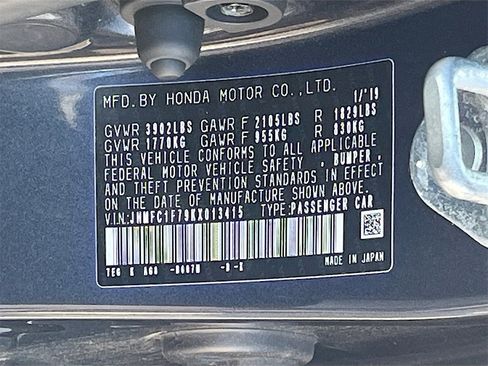 MFD.BY HONDA MOTOR CO.,LTD. 1/'19
GVWR 3902LBS GAWR F 2105LBS R 1829LBS
GVWR 1770KG GAWR F 955KG R 830KG
THIS VEHICLE CONFORMS TO ALL APPLICABLE
FEDERAL MOTOR VEHICLE SAFETY , BUMPER ,
AND THEFT PREVENTION STANDARDS IN EFFECT
ON THE DATE OF MANUFACTURE SHOWN ABOVE.
V.I.N: TYPE:PASSENGER CAR
TEG K
MADE IN JAPAN